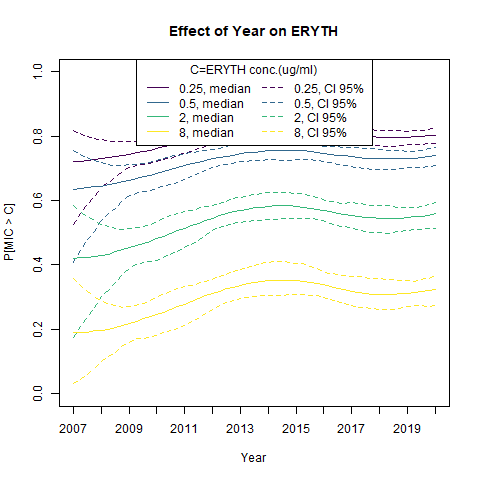 Effect of Year on ERYTH
C=ERYTH conc.(ug/ml)
0.25, median 0.25, CI 95%
0.5, median 0.5, CI 95%
2, median 2, CI 95%
8, median 8, CI 95%
P[MIC > C]
1.0
0.8
0.6
0.4
0.2
0.0
2007 2009 2011 2013 2015 2017 2019
Year